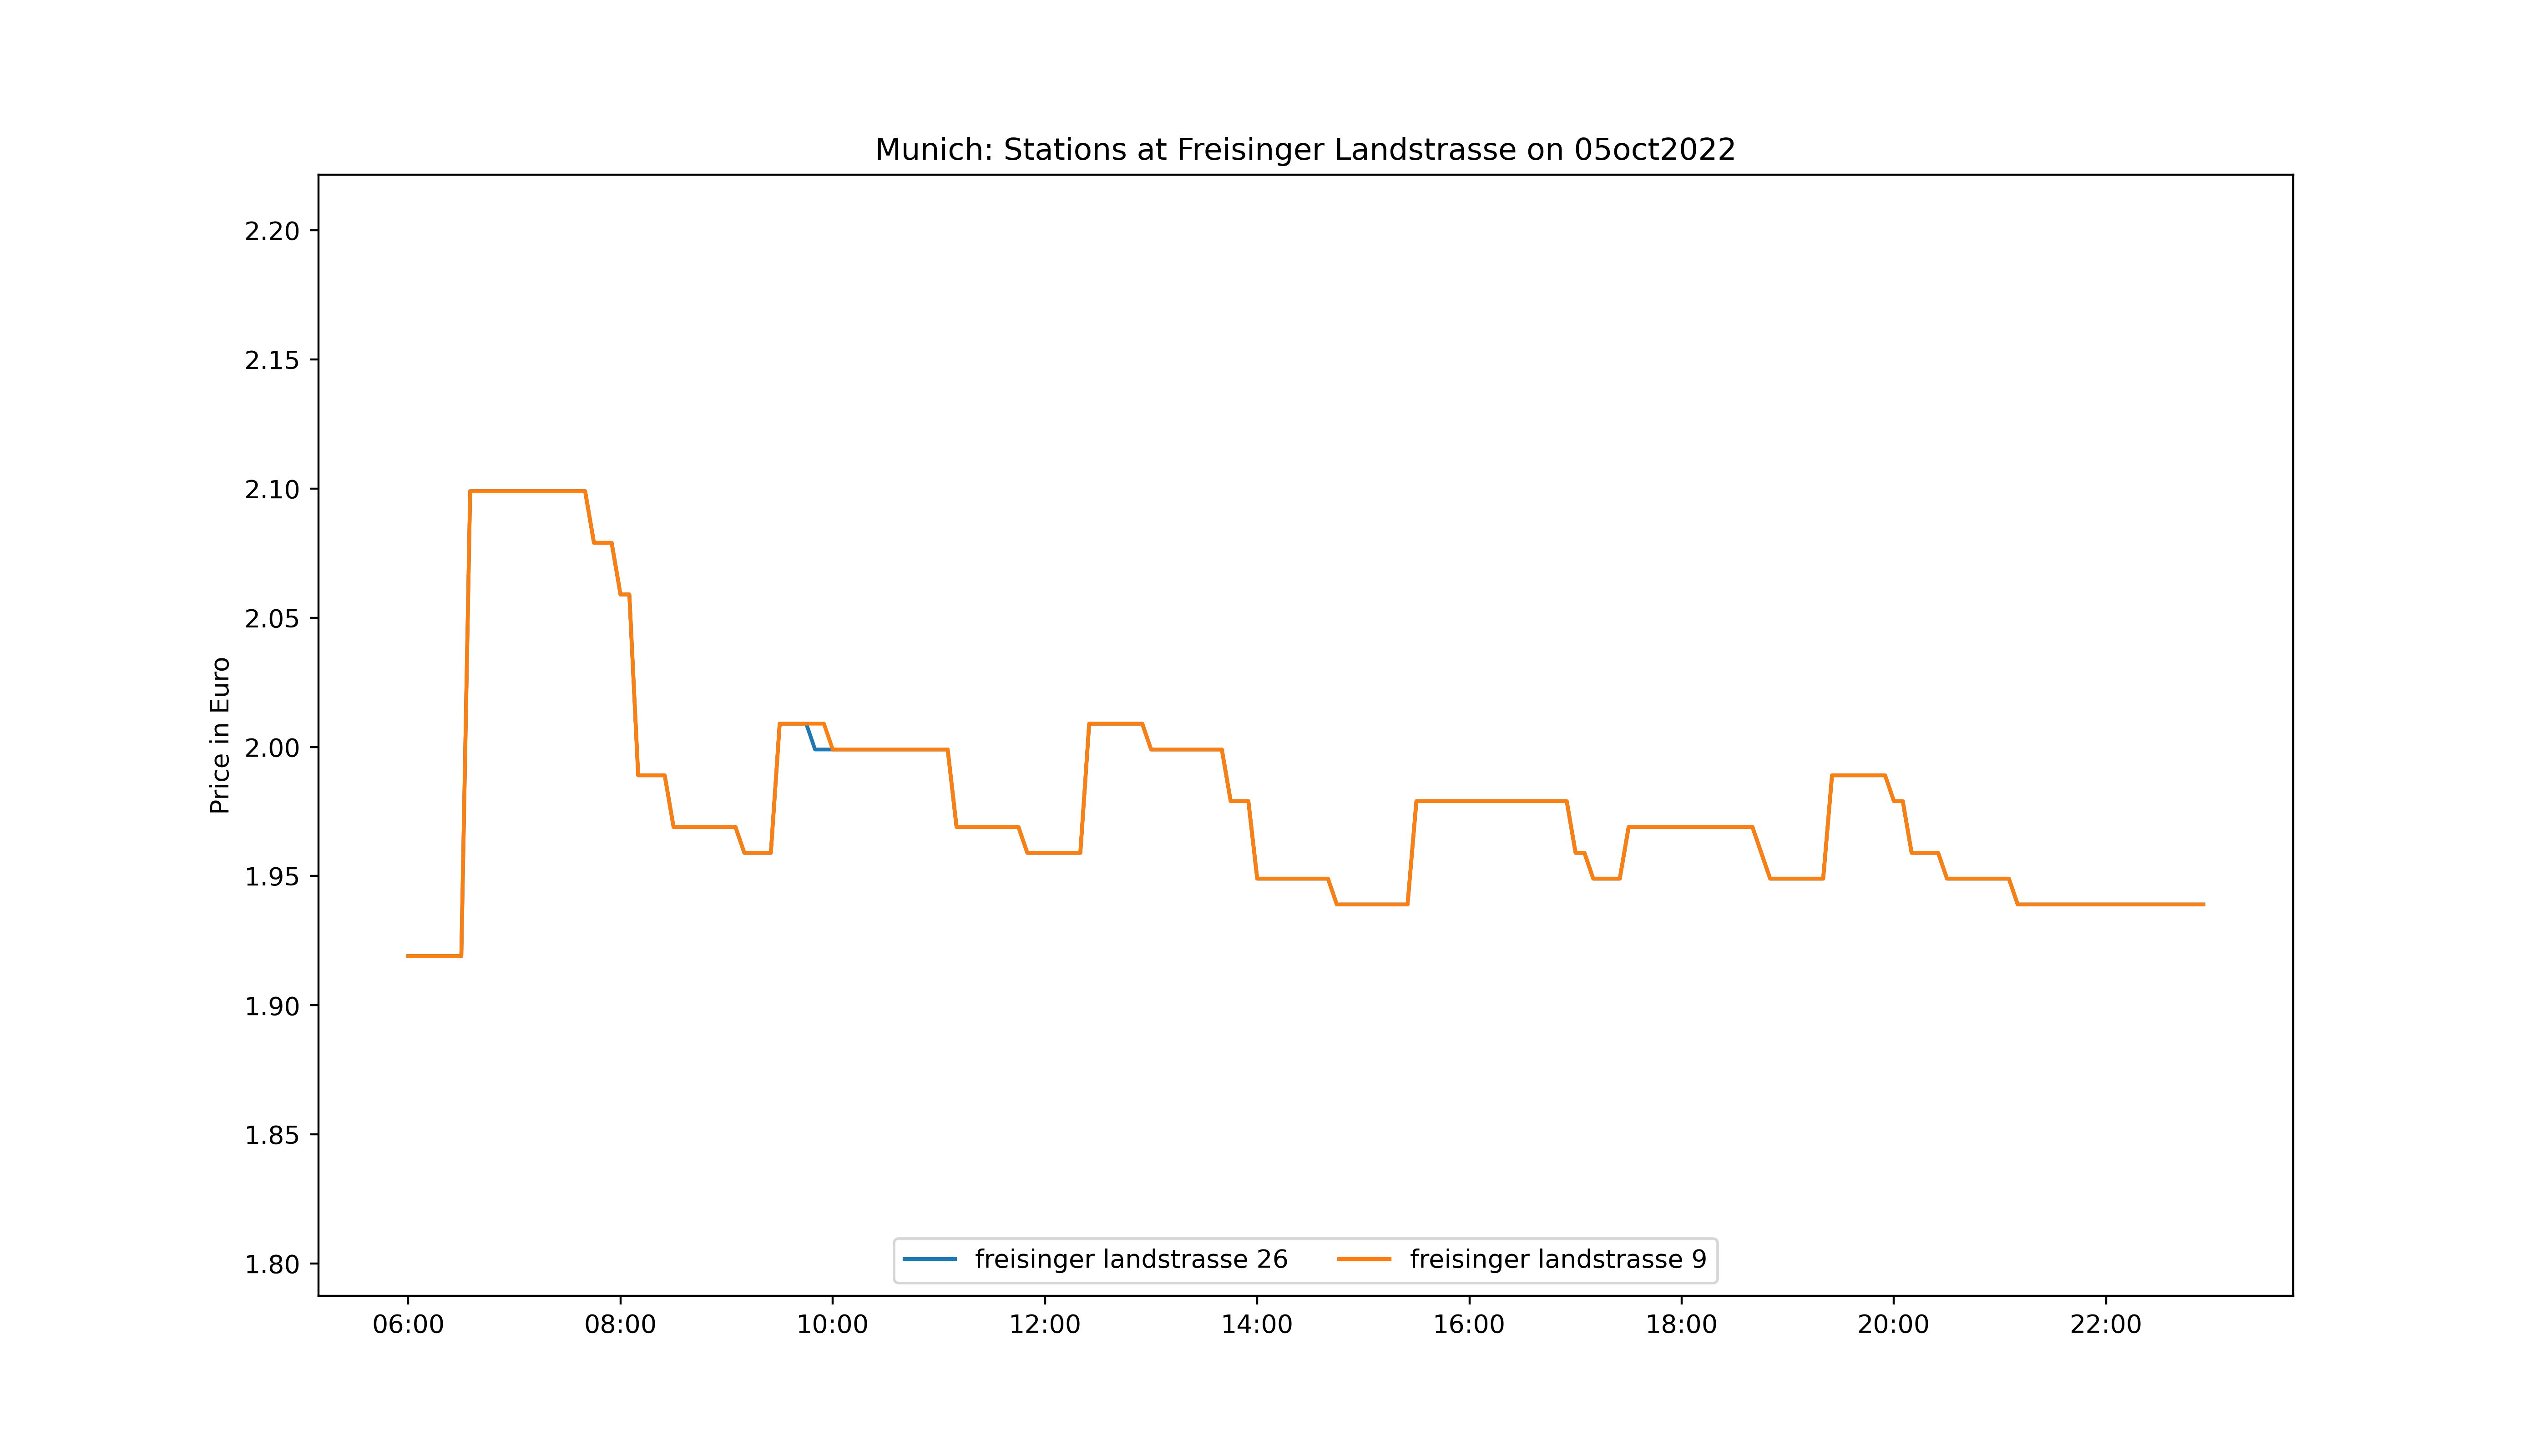 Munich: Stations at Freisinger Landstrasse on 05oct2022
Price in Euro
2.20
2.15
2.10
2.05
2.00
1.95
1.90
1.85
1.80
freisinger landstrasse 26 freisinger landstrasse 9
06:00 08:00 10:00 12:00 14:00 16:00 18:00 20:00 22:00